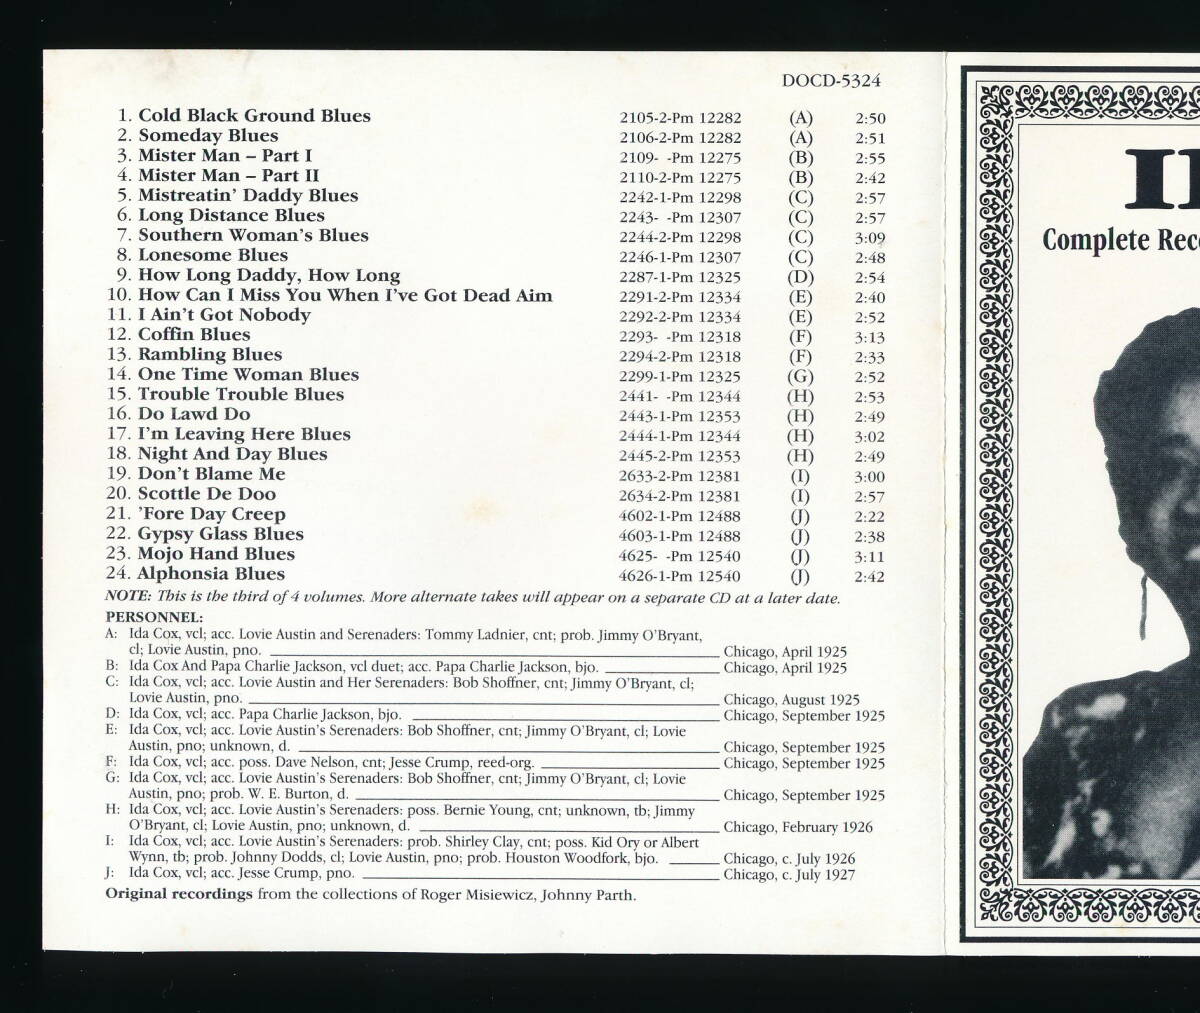 DOCD-5324
1. Cold Black Ground Blues 2105-2-Pm 12282 (A) 2:50
2. Someday Blues 2106-2-Pm 12282 (A) 2:51
3. Mister Man – Part I 2109- -Pm 12275 (B) 2:55
4. Mister Man – Part II 2110-2-Pm 12275 (B) 2:42
5. Mistreatin' Daddy Blues 2242-1-Pm 12298 (C) 2:57
6. Long Distance Blues 2243- -Pm 12307 (C) 2:57
7. Southern Woman's Blues 2244-2-Pm 12298 (C) 3:09
8. Lonesome Blues 2246-1-Pm 12307 (C) 2:48
9. How Long Daddy, How Long 2287-1-Pm 12325 (D) 2:54
10. How Can I Miss You When I've Got Dead Aim 2291-2-Pm 12334 (E) 2:40
11. I Ain't Got Nobody 2292-2-Pm 12334 (E) 2:52
12. Coffin Blues 2293- -Pm 12318 (F) 3:13
13. Rambling Blues 2294-2-Pm 12318 (F) 2:33
14. One Time Woman Blues 2299-1-Pm 12325 (G) 2:52
15. Trouble Trouble Blues 2441- -Pm 12344 (H) 2:53
16. Do Lawd Do 2443-1-Pm 12353 (H) 2:49
17. I'm Leaving Here Blues 2444-1-Pm 12344 (H) 3:02
18. Night And Day Blues 2445-2-Pm 12353 (H) 2:49
19. Don't Blame Me 2633-2-Pm 12381 (I) 3:00
20. Scottle De Doo 2634-2-Pm 12381 (I) 2:57
21. 'Fore Day Creep 4602-1-Pm 12488 (J) 2:22
22. Gypsy Glass Blues 4603-1-Pm 12488 (J) 2:38
23. Mojo Hand Blues 4625- -Pm 12540 (J) 3:11
24. Alphonsia Blues 4626-1-Pm 12540 (J) 2:42
NOTE: This is the third of 4 volumes. More alternate takes will appear on a separate CD at a later date.
PERSONNEL:
A: Ida Cox, vcl; acc. Lovie Austin and Serenaders: Tommy Ladnier, cnt; prob. Jimmy O'Bryant,
cl; Lovie Austin, pno. Chicago, April 1925
B: Ida Cox And Papa Charlie Jackson, vcl duet; acc. Papa Charlie Jackson, bjo. Chicago, April 1925
C: Ida Cox, vcl; acc. Lovie Austin and Her Serenaders: Bob Shoffner, cnt; Jimmy O'Bryant, cl;
Lovie Austin, pno. Chicago, August 1925
D: Ida Cox, vcl; acc. Papa Charlie Jackson, bjo. Chicago, September 1925
E: Ida Cox, vcl; acc. Lovie Austin's Serenaders: Bob Shoffner, cnt; Jimmy O'Bryant, cl; Lovie
Austin, pno; unknown, d. Chicago, September 1925
F: Ida Cox, vcl; acc. poss. Dave Nelson, cnt; Jesse Crump, reed-org. Chicago, September 1925
G: Ida Cox, vcl; acc. Lovie Austin's Serenaders: Bob Shoffner, cnt; Jimmy O'Bryant, cl; Lovie
Austin, pno; prob. W. E. Burton, d. Chicago, September 1925
H: Ida Cox, vcl; acc. Lovie Austin's Serenaders: poss. Bernie Young, cnt; unknown, tb; Jimmy
O'Bryant, cl; Lovie Austin, pno; unknown, d. Chicago, February 1926
I: Ida Cox, vcl; acc. Lovie Austin's Serenaders: prob. Shirley Clay, cnt; poss. Kid Ory or Albert
Wynn, tb; prob. Johnny Dodds, cl; Lovie Austin, pno; prob. Houston Woodfork, bjo. Chicago, c. July 1926
J: Ida Cox, vcl; acc. Jesse Crump, pno. Chicago, c. July 1927
Original recordings from the collections of Roger Misiewicz, Johnny Parth.
Complete